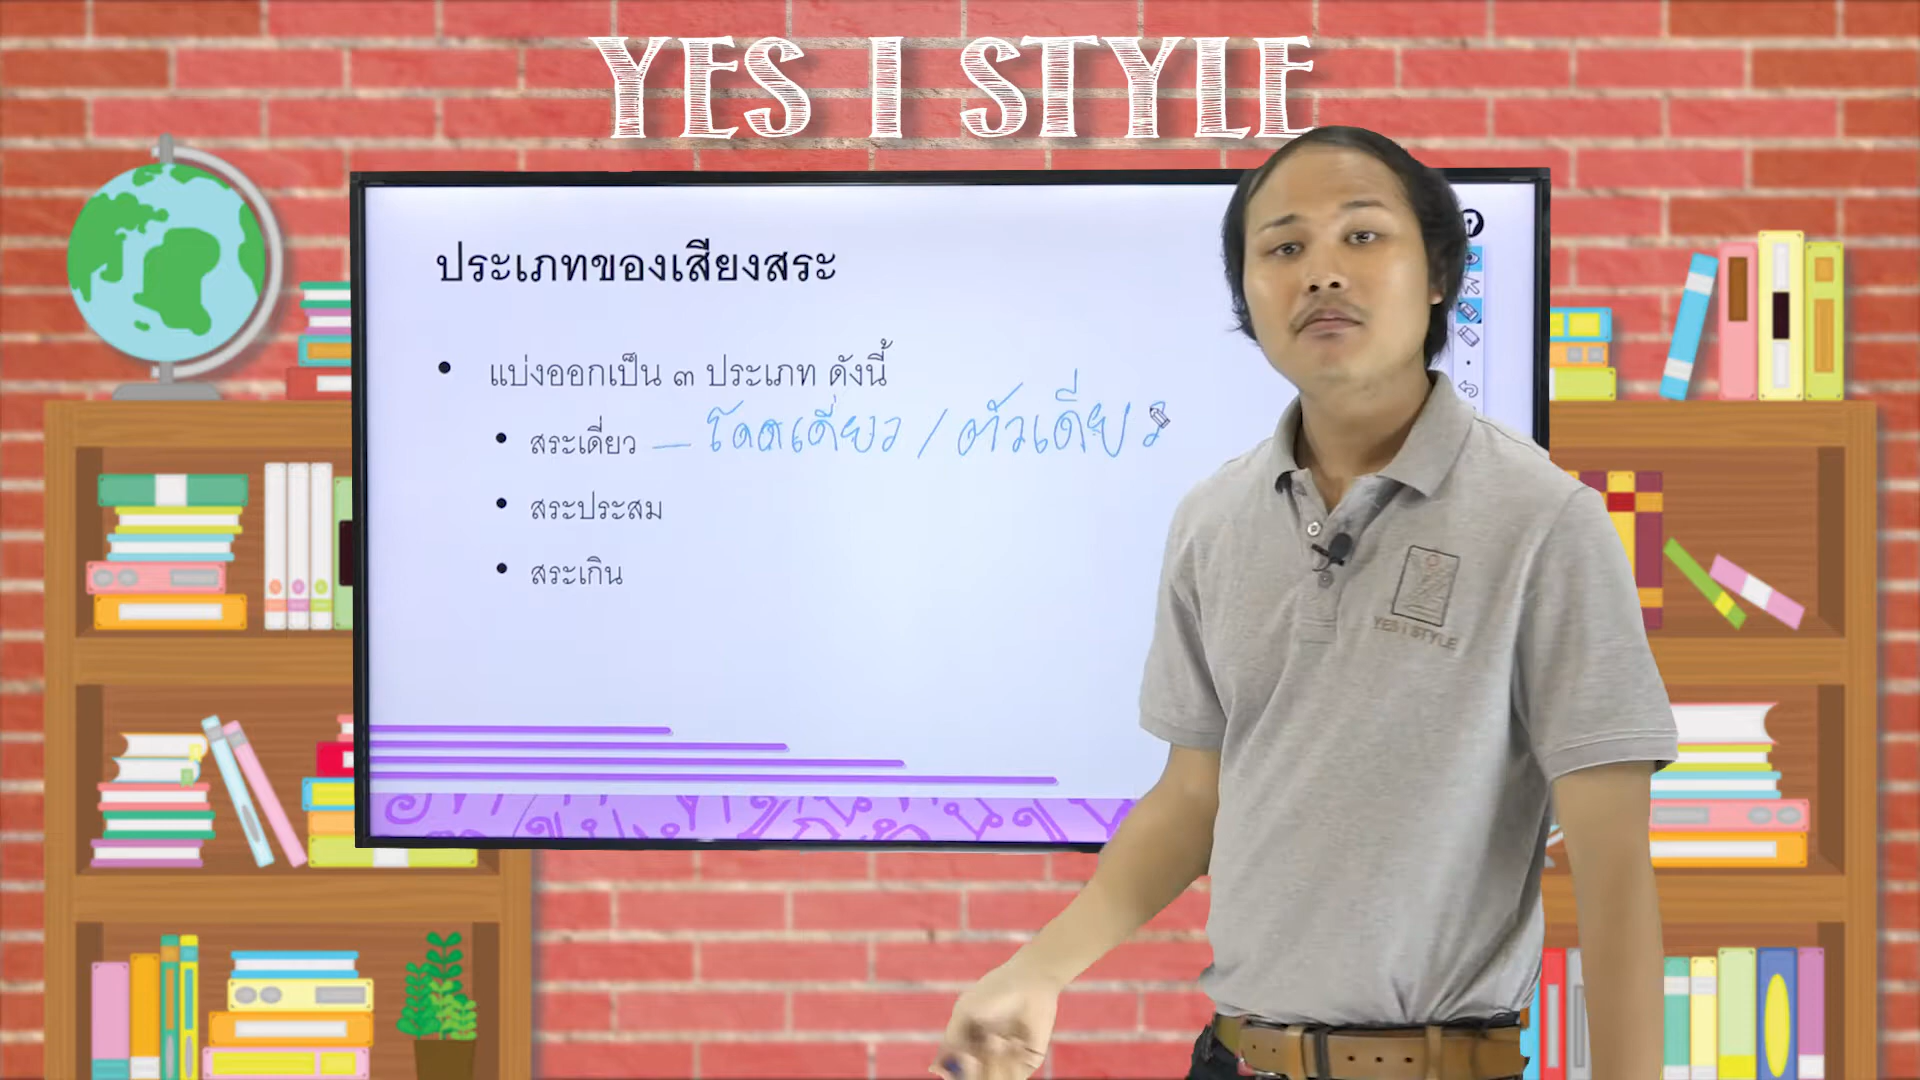 YES I STYLE
ประเภทของเสียงสระ
• แบ่งออกเป็น ๓ ประเภท ดังนี้
• สระเดี่ยว — โดดเดี่ยว / ตัวเดี่ยว
• สระประสม
• สระเกิน
YES i STYLE